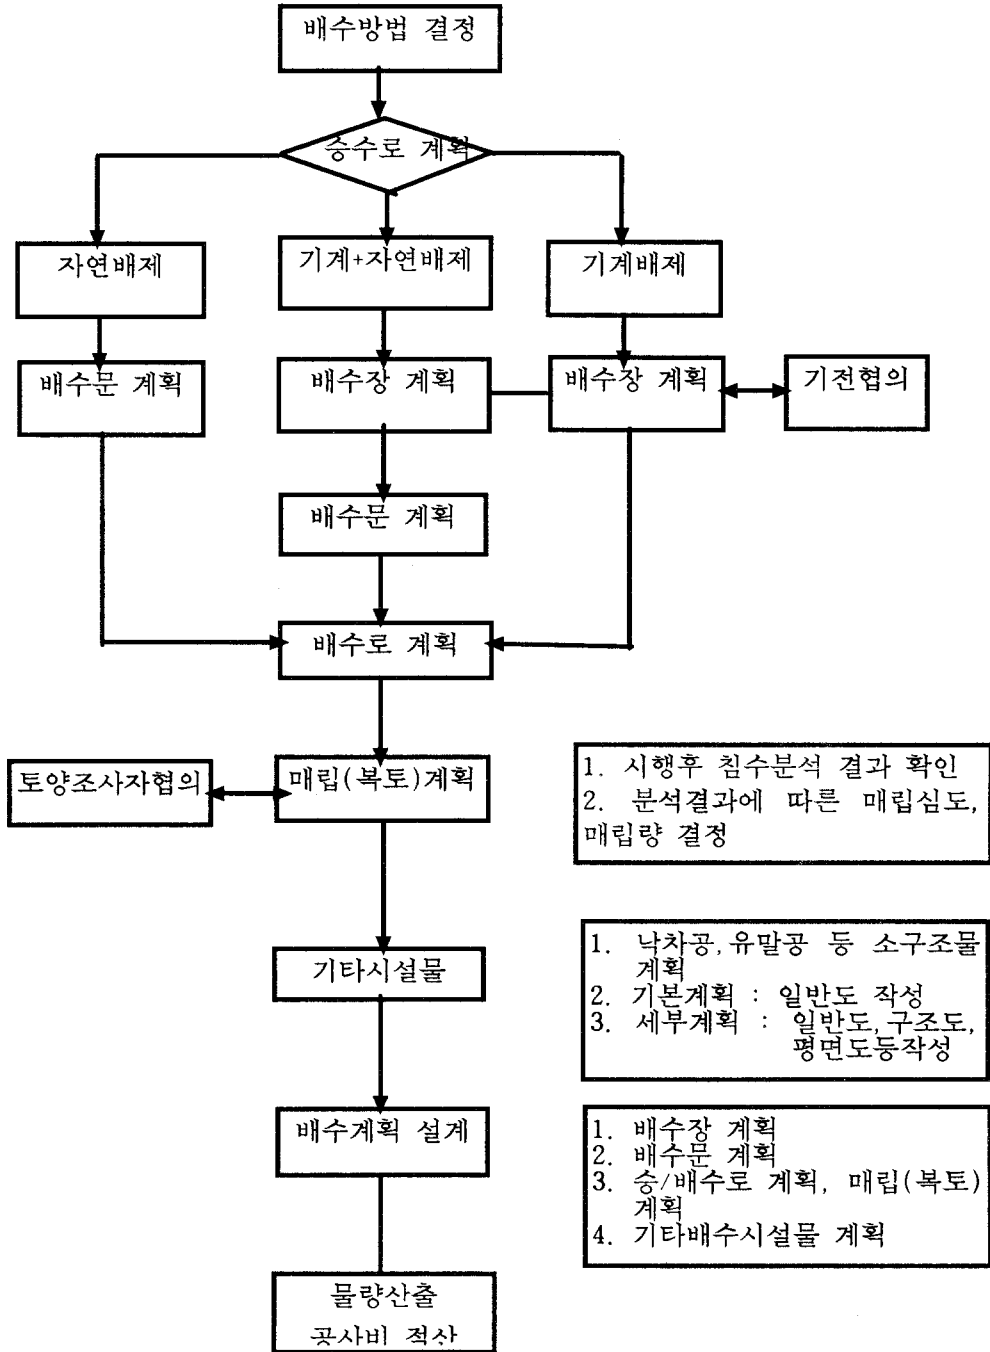 배수방법 결정
승수로 계획
자연배제
기계+자연배제
기계배제
배수문 계획
배수장 계획
배수장 계획
기전협의
배수문 계획
배수로 계획
토양조사자협의
매립(복토)계획
1. 시행후 침수분석 결과 확인
2. 분석결과에 따른 매립심도,
매립량 결정
기타시설물
1. 낙차공,유말공 등 소구조물
계획
2. 기본계획 : 일반도 작성
3. 세부계획 : 일반도,구조도,
평면도등작성
배수계획 설계
1. 배수장 계획
2. 배수문 계획
3. 승/배수로 계획, 매립(복토)
계획
4. 기타배수시설물 계획
물량산출
공사비 적산